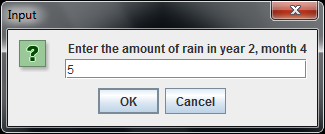 Input
Enter the amount of rain in year 2, month 4
5
OK Cancel